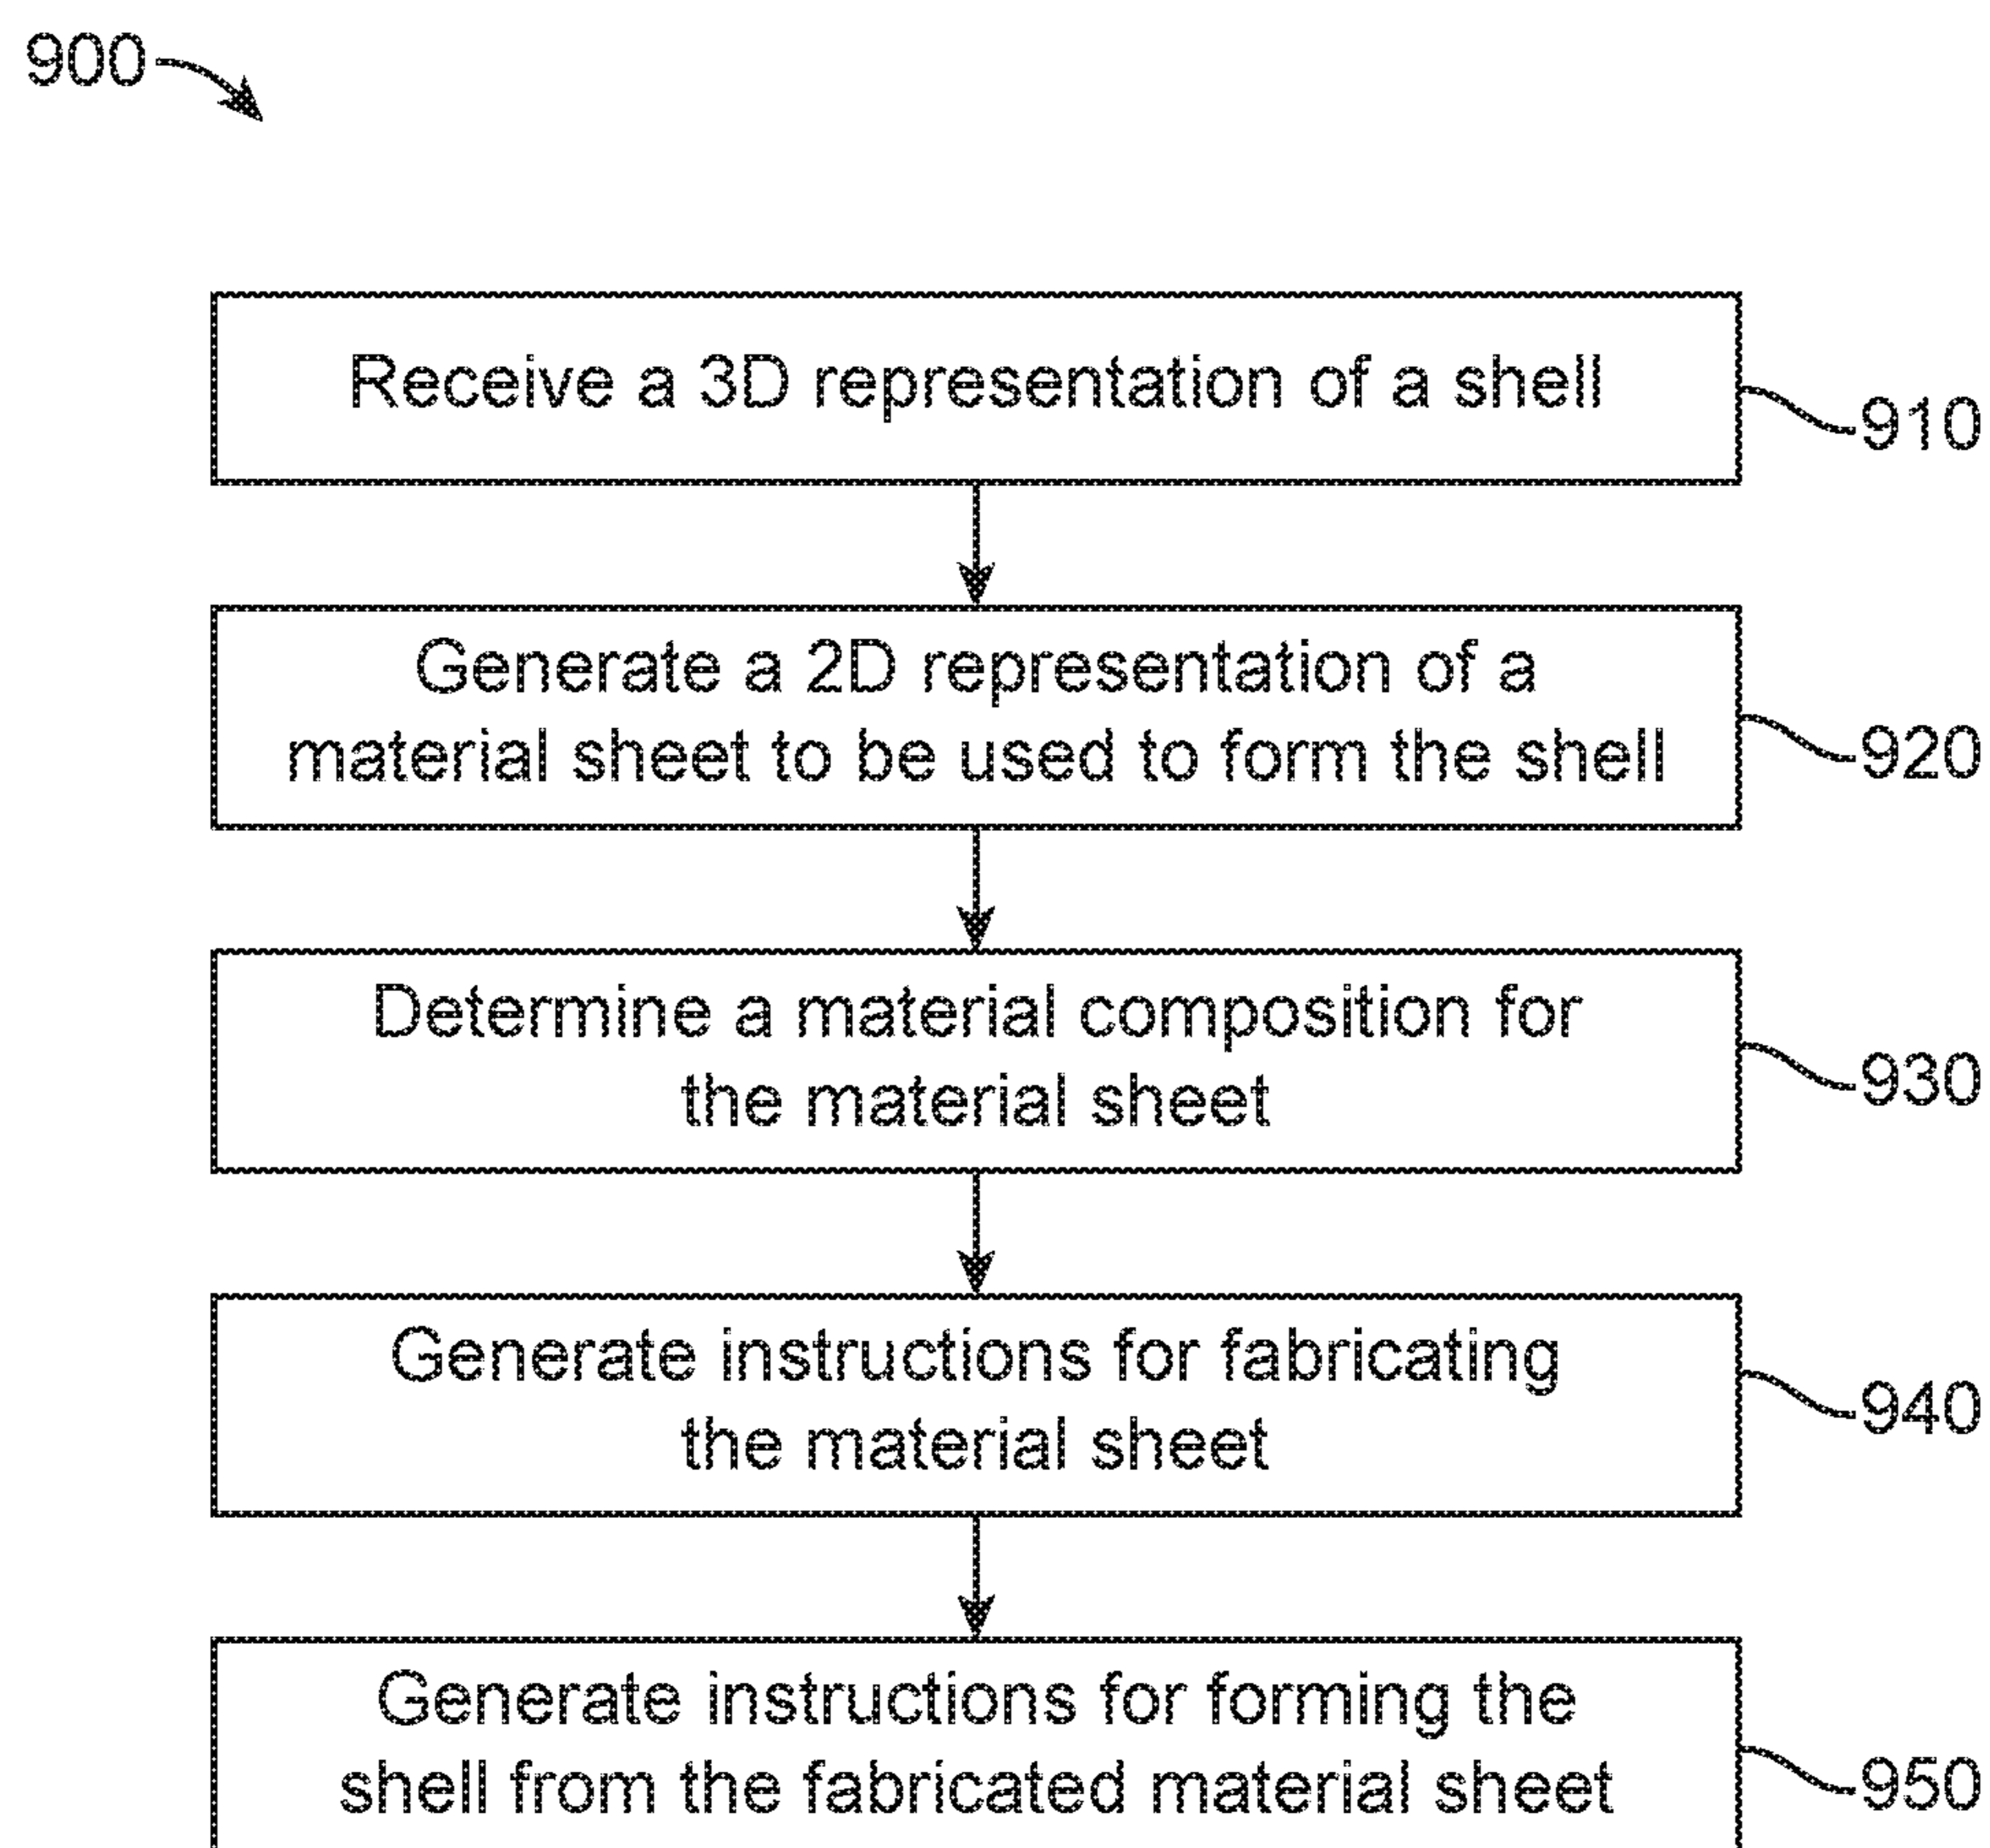 900
Receive a 3D representation of a shell
910
Generate a 2D representation of a
material sheet to be used to form the shell
920
Determine a material composition for
the material sheet
930
Generate instructions for fabricating
the material sheet
940
Generate instructions for forming the
shell from the fabricated material sheet
950